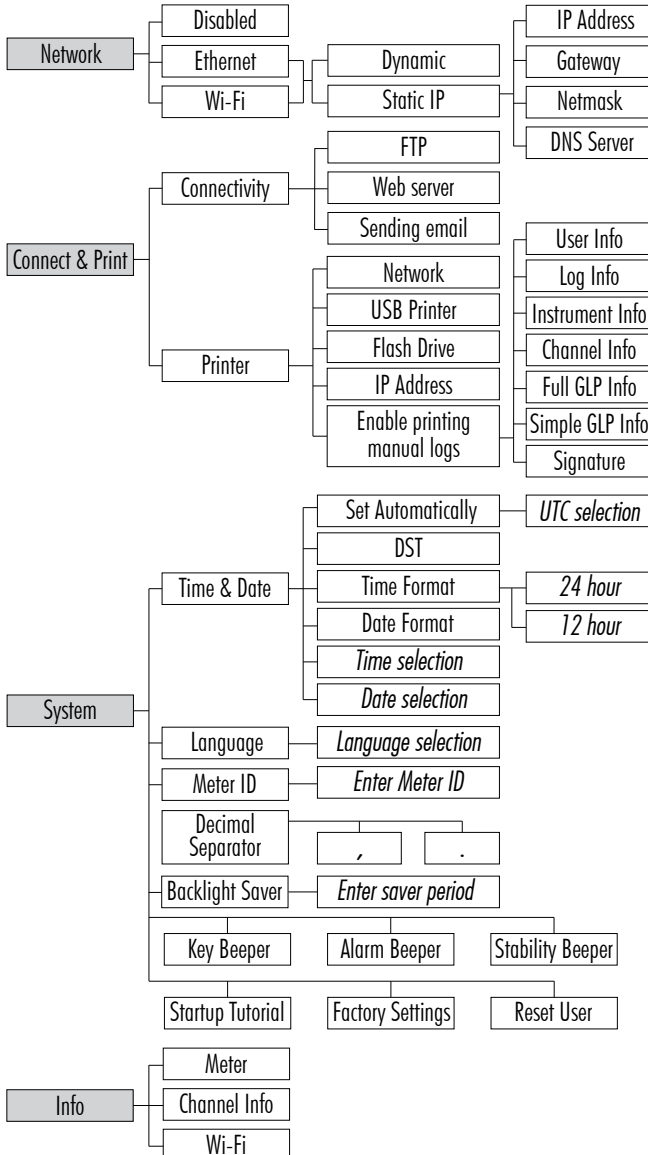 Network
Disabled
Ethernet
Wi-Fi
Dynamic
Static IP
IP Address
Gateway
Netmask
DNS Server
Connect & Print
Connectivity
FTP
Web server
Sending email
Printer
Network
USB Printer
Flash Drive
IP Address
Enable printing
manual logs
User Info
Log Info
Instrument Info
Channel Info
Full GLP Info
Simple GLP Info
Signature
System
Time & Date
Set Automatically
UTC selection
DST
Time Format
24 hour
12 hour
Date Format
Time selection
Date selection
Language
Language selection
Meter ID
Enter Meter ID
Decimal
Separator
,
.
Backlight Saver
Enter saver period
Key Beeper
Alarm Beeper
Stability Beeper
Startup Tutorial
Factory Settings
Reset User
Info
Meter
Channel Info
Wi-Fi